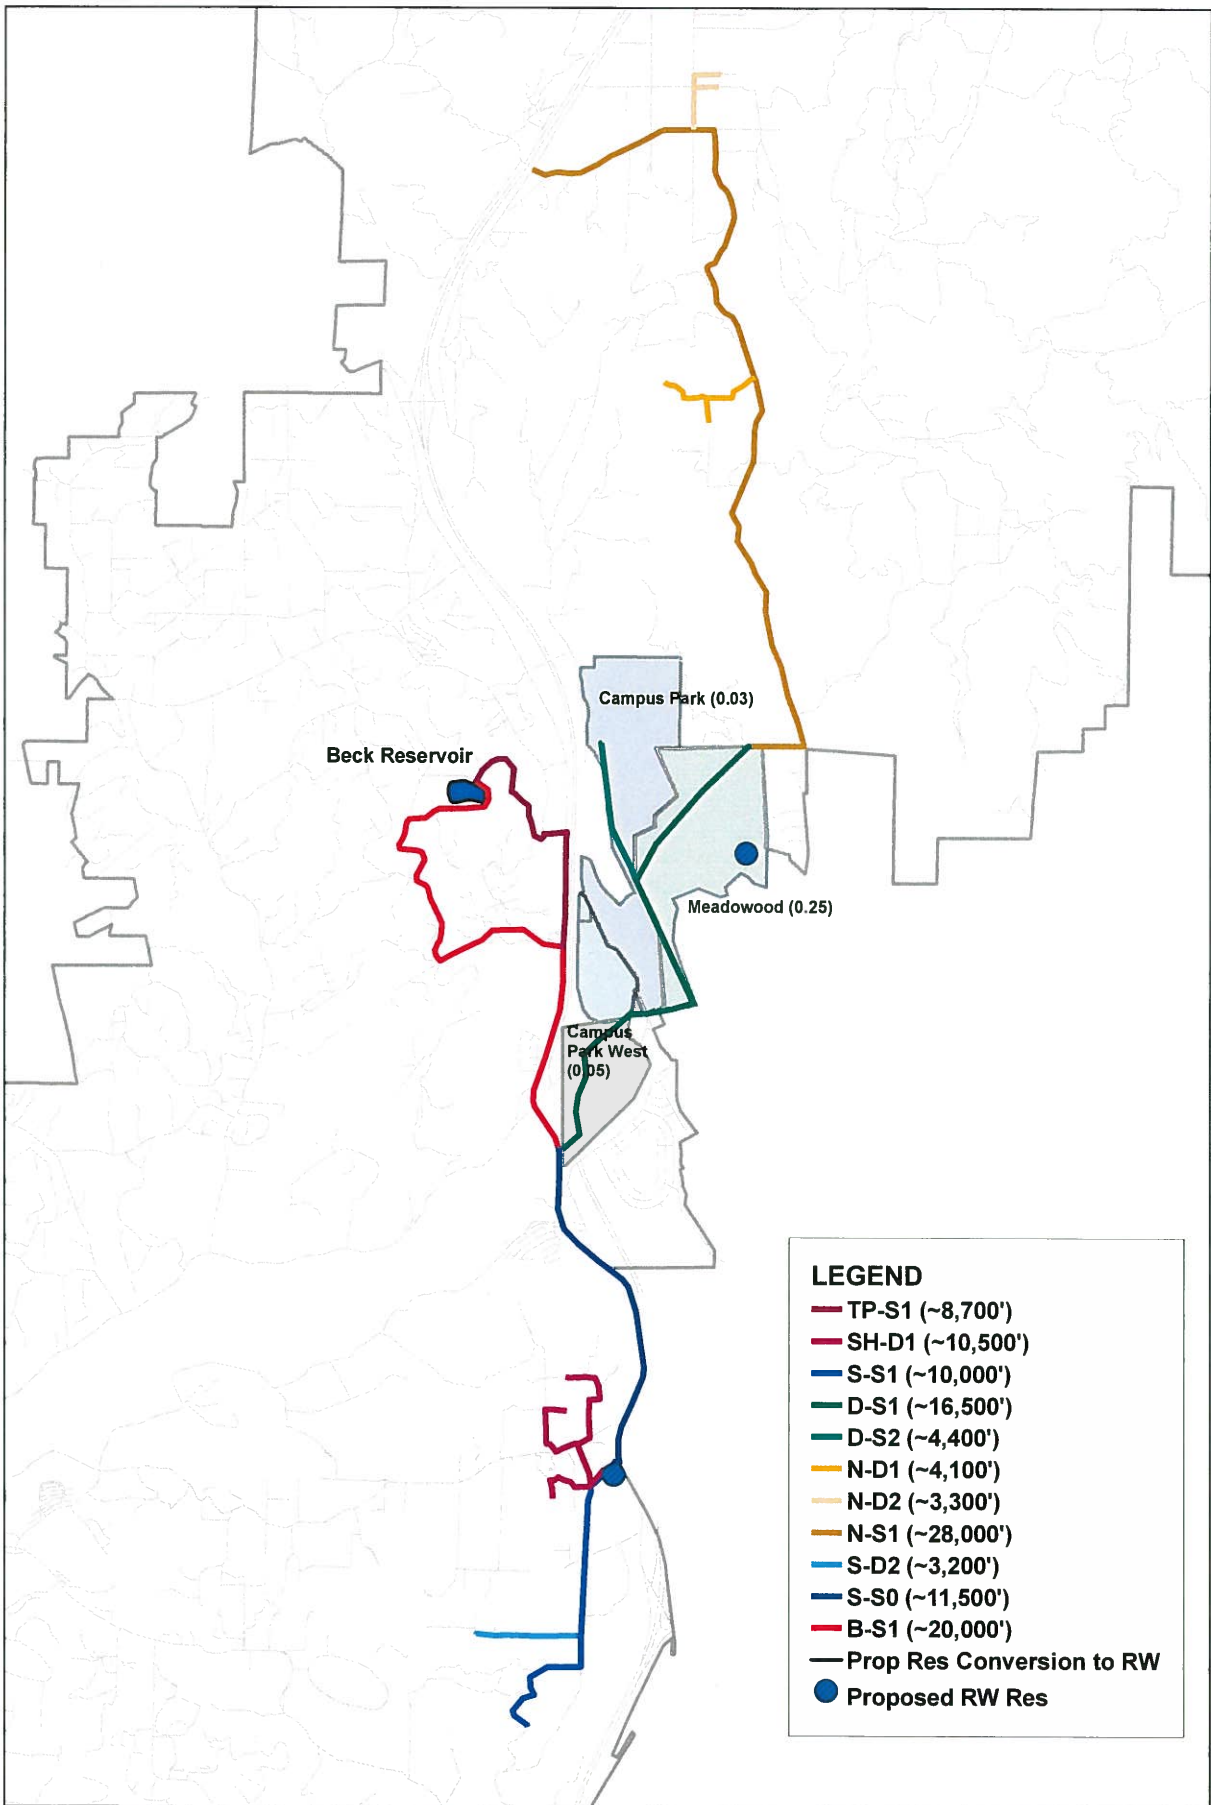 Campus Park (0.03)
Beck Reservoir
Meadowood (0.25)
Campus
Park West
(0.05)
LEGEND
TP-S1 (~8,700')
SH-D1 (~10,500')
S-S1 (~10,000')
D-S1 (~16,500')
D-S2 (~4,400')
N-D1 (~4,100')
N-D2 (~3,300')
N-S1 (~28,000')
S-D2 (~3,200')
S-S0 (~11,500')
B-S1 (~20,000')
Prop Res Conversion to RW
Proposed RW Res